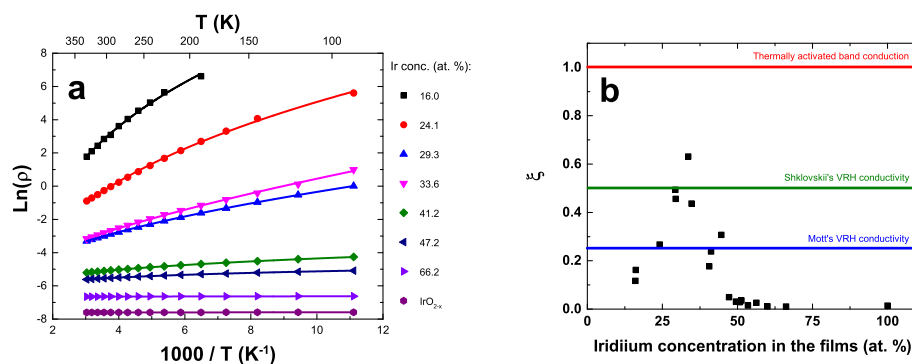 T (K)
350 300 250 200 150 100
8
6
4
2
0
-2
-4
-6
-8
Ln(ρ)
a
4 6 8 10 12
1000 / T (K⁻¹)
Ir conc. (at. %):
16.0
24.1
29.3
33.6
41.2
47.2
66.2
IrO₂₋ₓ
Thermally activated band conduction
b
Shklovskii's VRH conductivity
Mott's VRH conductivity
1.0
0.8
0.6
0.4
0.2
0.0
ξ
0 25 50 75 100
Iridiium concentration in the films (at. %)